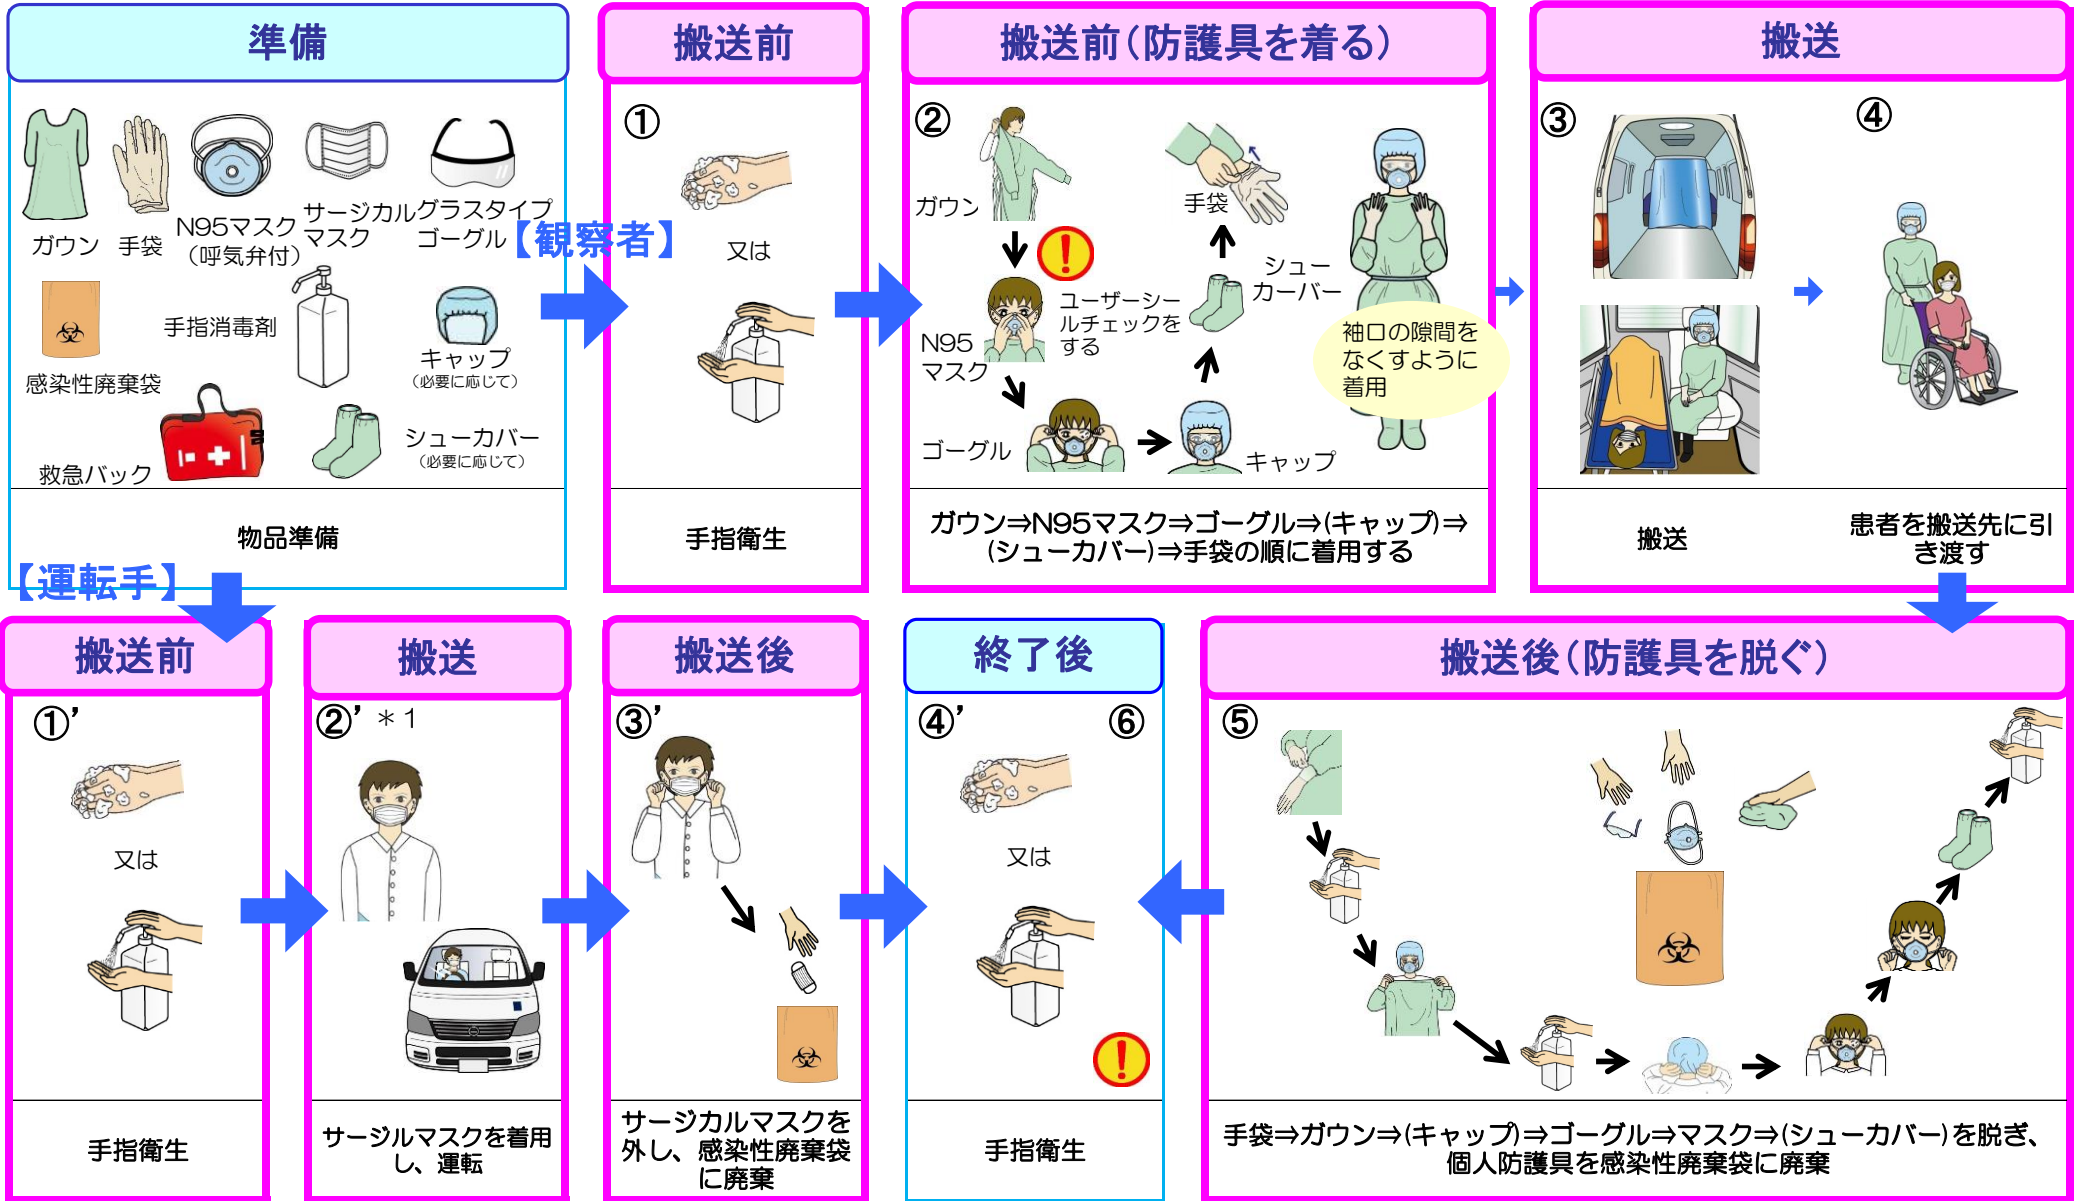 準備
ガウン
手袋
N95マスク
（呼気弁付）
サージカル
マスク
グラスタイプ
ゴーグル
感染性廃棄袋
手指消毒剤
キャップ
（必要に応じて）
救急バック
シューカバー
（必要に応じて）
物品準備
【観察者】
搬送前
①
又は
手指衛生
搬送前（防護具を着る）
②
ガウン
N95
マスク
ユーザーシー
ルチェックを
する
ゴーグル
キャップ
シュー
カーバー
手袋
袖口の隙間を
なくすように
着用
ガウン⇒N95マスク⇒ゴーグル⇒(キャップ)⇒
(シューカバー)⇒手袋の順に着用する
搬送
③
④
搬送
患者を搬送先に引
き渡す
【運転手】
搬送前
①’
又は
手指衛生
搬送
②’＊1
サージルマスクを着用
し、運転
搬送後
③’
サージカルマスクを
外し、感染性廃棄袋
に廃棄
終了後
④’
⑥
又は
手指衛生
搬送後（防護具を脱ぐ）
⑤
手袋⇒ガウン⇒(キャップ)⇒ゴーグル⇒マスク⇒(シューカバー)を脱ぎ、
個人防護具を感染性廃棄袋に廃棄